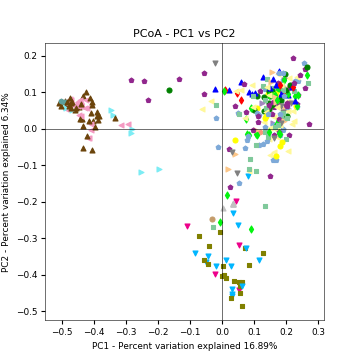 PCoA - PC1 vs PC2
PC2 - Percent variation explained 6.34%
0.2
0.1
0.0
−0.1
−0.2
−0.3
−0.4
−0.5
−0.5 −0.4 −0.3 −0.2 −0.1 0.0 0.1 0.2 0.3
PC1 - Percent variation explained 16.89%